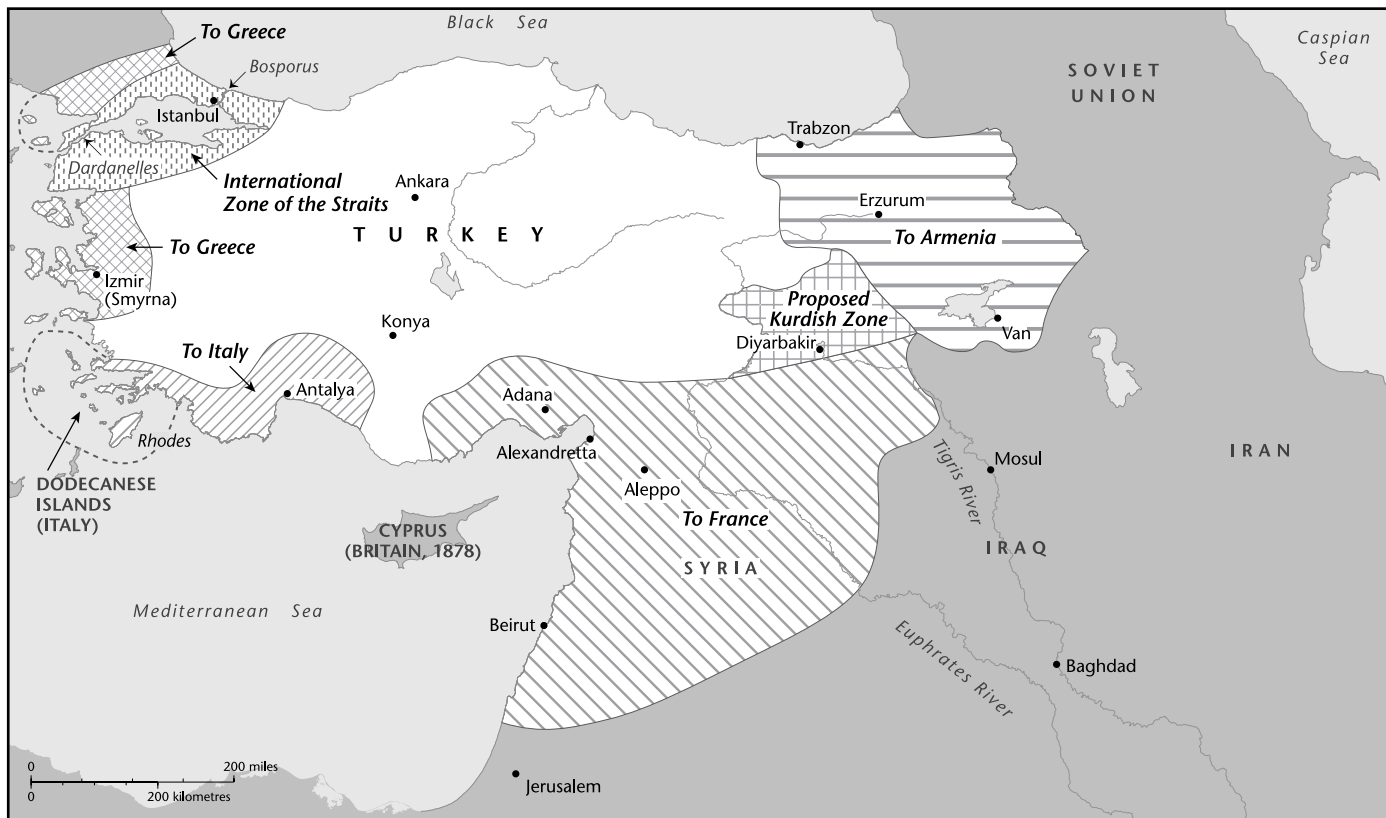 Black Sea
To Greece
Caspian
Sea
SOVIET
UNION
Bosporus
Istanbul
Trabzon
Dardanelles
International
Zone of the Straits
Ankara
Erzurum
TURKEY
To Armenia
To Greece
Izmir
(Smyrna)
Proposed
Kurdish Zone
Konya
Van
Diyarbakir
To Italy
Antalya
Adana
Rhodes
Alexandretta
Mosul
IRAN
Tigris River
DODECANESE
ISLANDS
(ITALY)
Aleppo
To France
CYPRUS
(BRITAIN, 1878)
IRAQ
SYRIA
Mediterranean Sea
Beirut
Euphrates River
Baghdad
0 200 miles
0 200 kilometres
Jerusalem